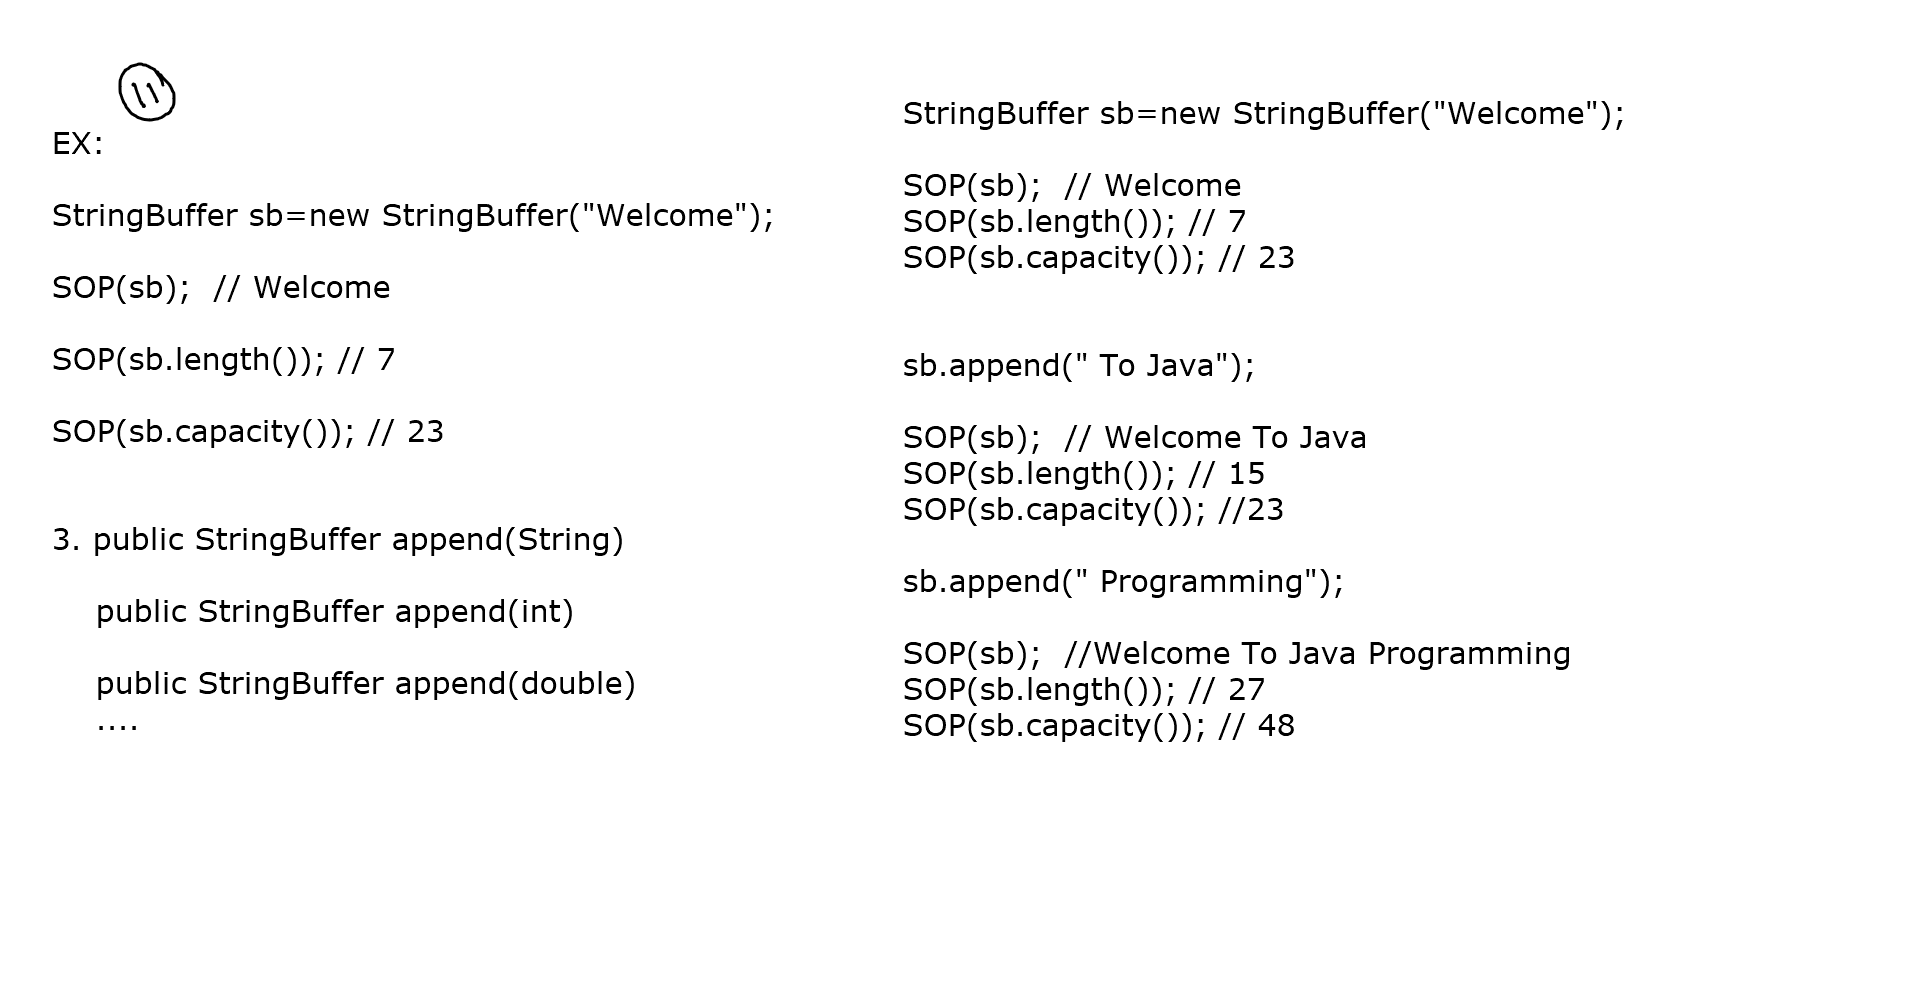 11
EX:
StringBuffer sb=new StringBuffer("Welcome");
SOP(sb);  // Welcome
SOP(sb.length()); // 7
SOP(sb.capacity()); // 23
3. public StringBuffer append(String)
public StringBuffer append(int)
public StringBuffer append(double)
....
StringBuffer sb=new StringBuffer("Welcome");
SOP(sb);  // Welcome
SOP(sb.length()); // 7
SOP(sb.capacity()); // 23
sb.append(" To Java");
SOP(sb);  // Welcome To Java
SOP(sb.length()); // 15
SOP(sb.capacity()); //23
sb.append(" Programming");
SOP(sb);  //Welcome To Java Programming
SOP(sb.length()); // 27
SOP(sb.capacity()); // 48